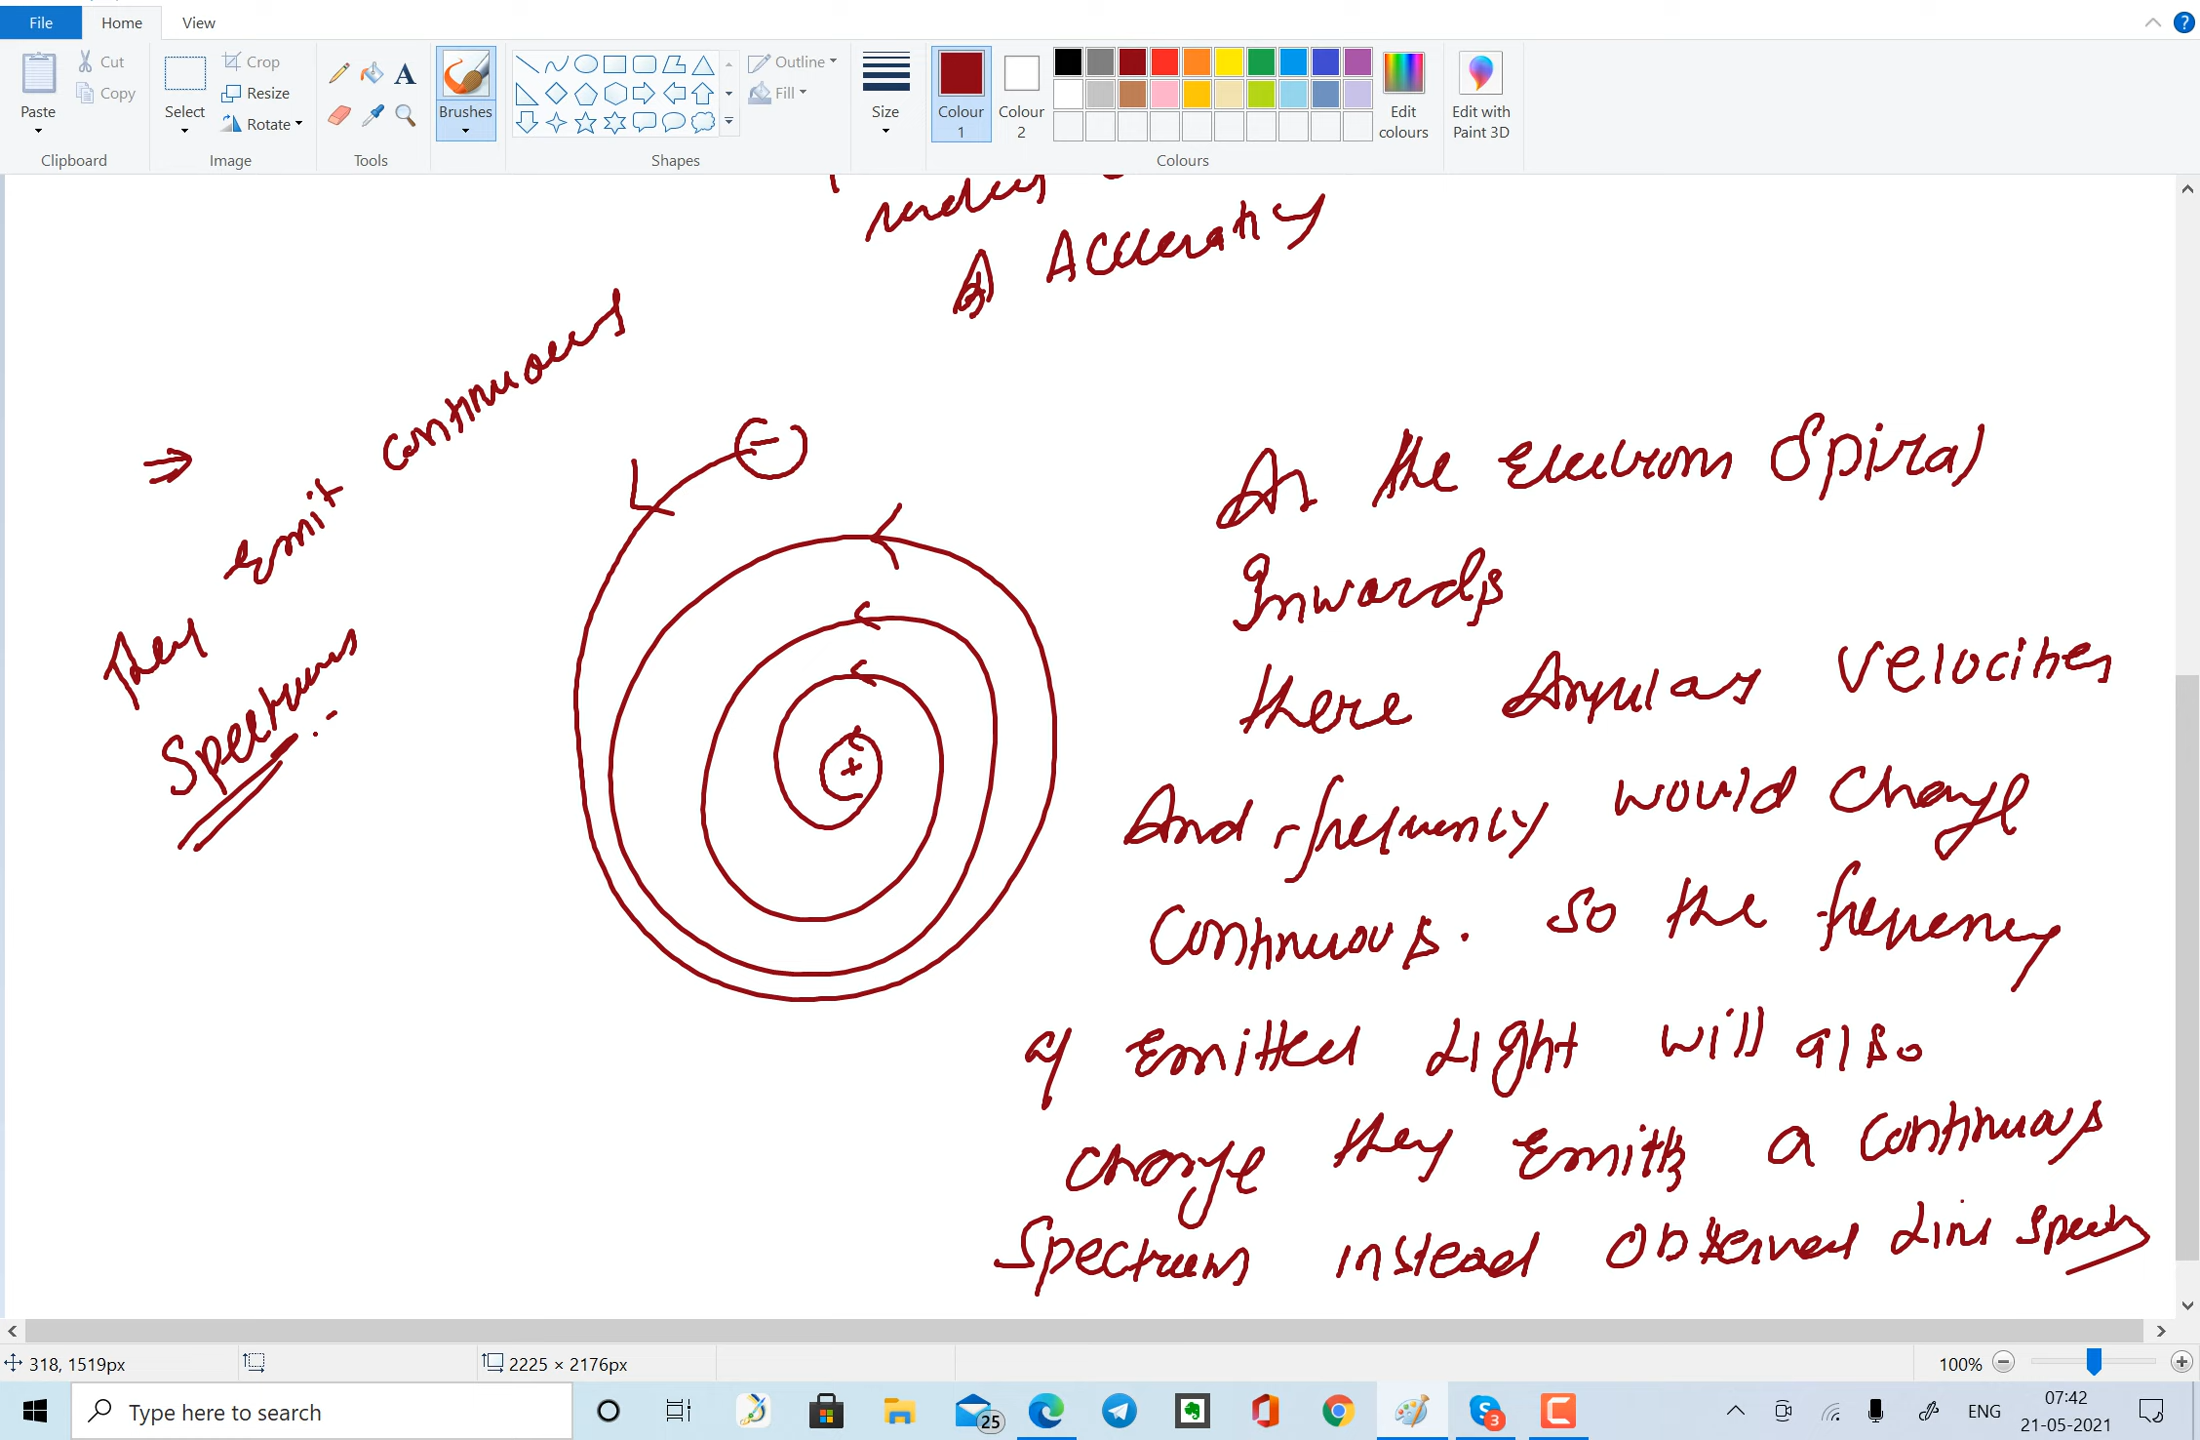 File Home View
Paste Cut Copy Clipboard
Select Crop Resize Rotate Image
A Tools
Brushes
Shapes Outline Fill
Size
Colour 1 Colour 2 Edit colours Colours
Edit with Paint 3D
radius
Acceleration
⇒ They Emit Continuous
Spectrums
−
+
As the Electrons Spiral
Inwards
there Angular Velocities
And frequency would change
Continuous. So the frequency
of Emitted Light will also
change they Emits a Continuous
Spectrum instead Observed Line
318, 1519px 2225 × 2176px 100%
Type here to search 25 3 ENG 07:42
21-05-2021